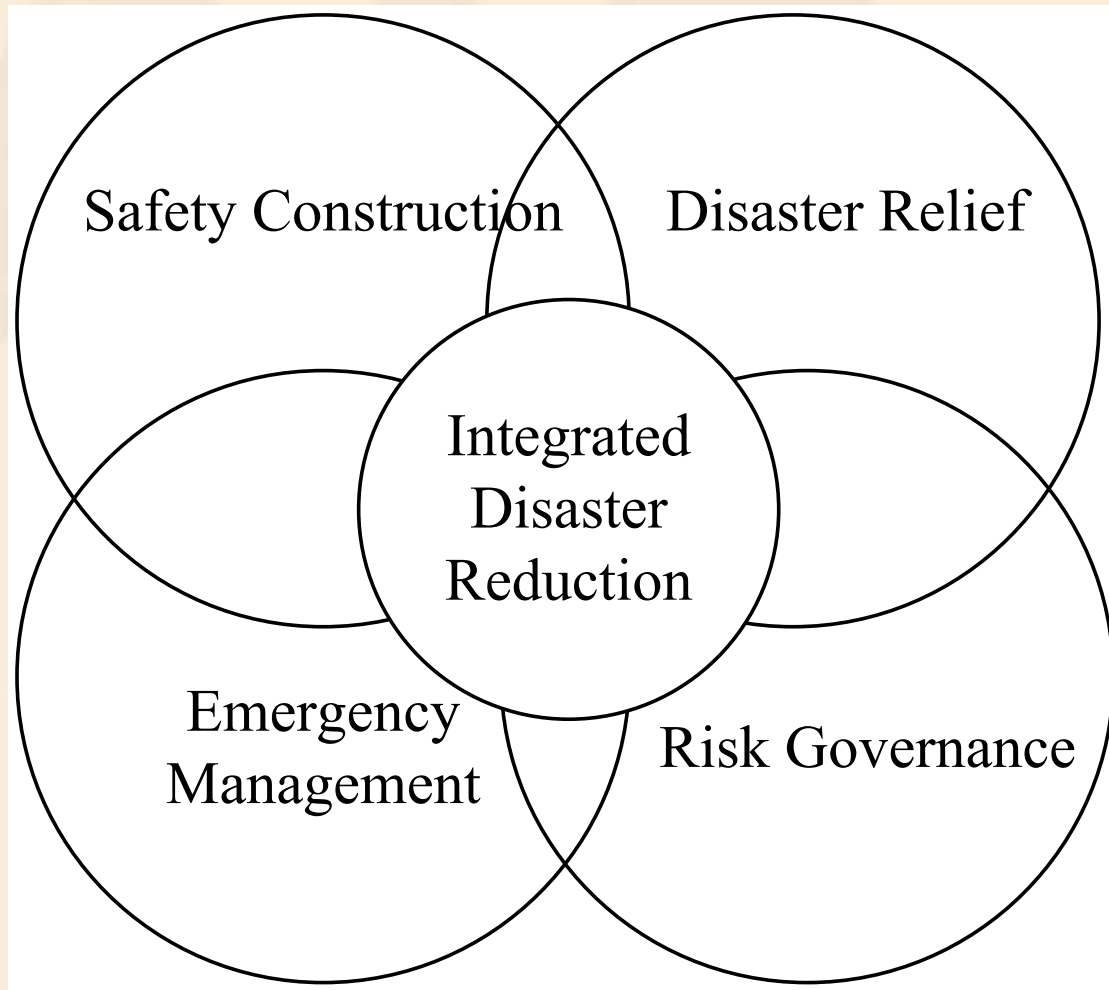 Safety Construction
Disaster Relief
Integrated
Disaster
Reduction
Emergency
Management
Risk Governance